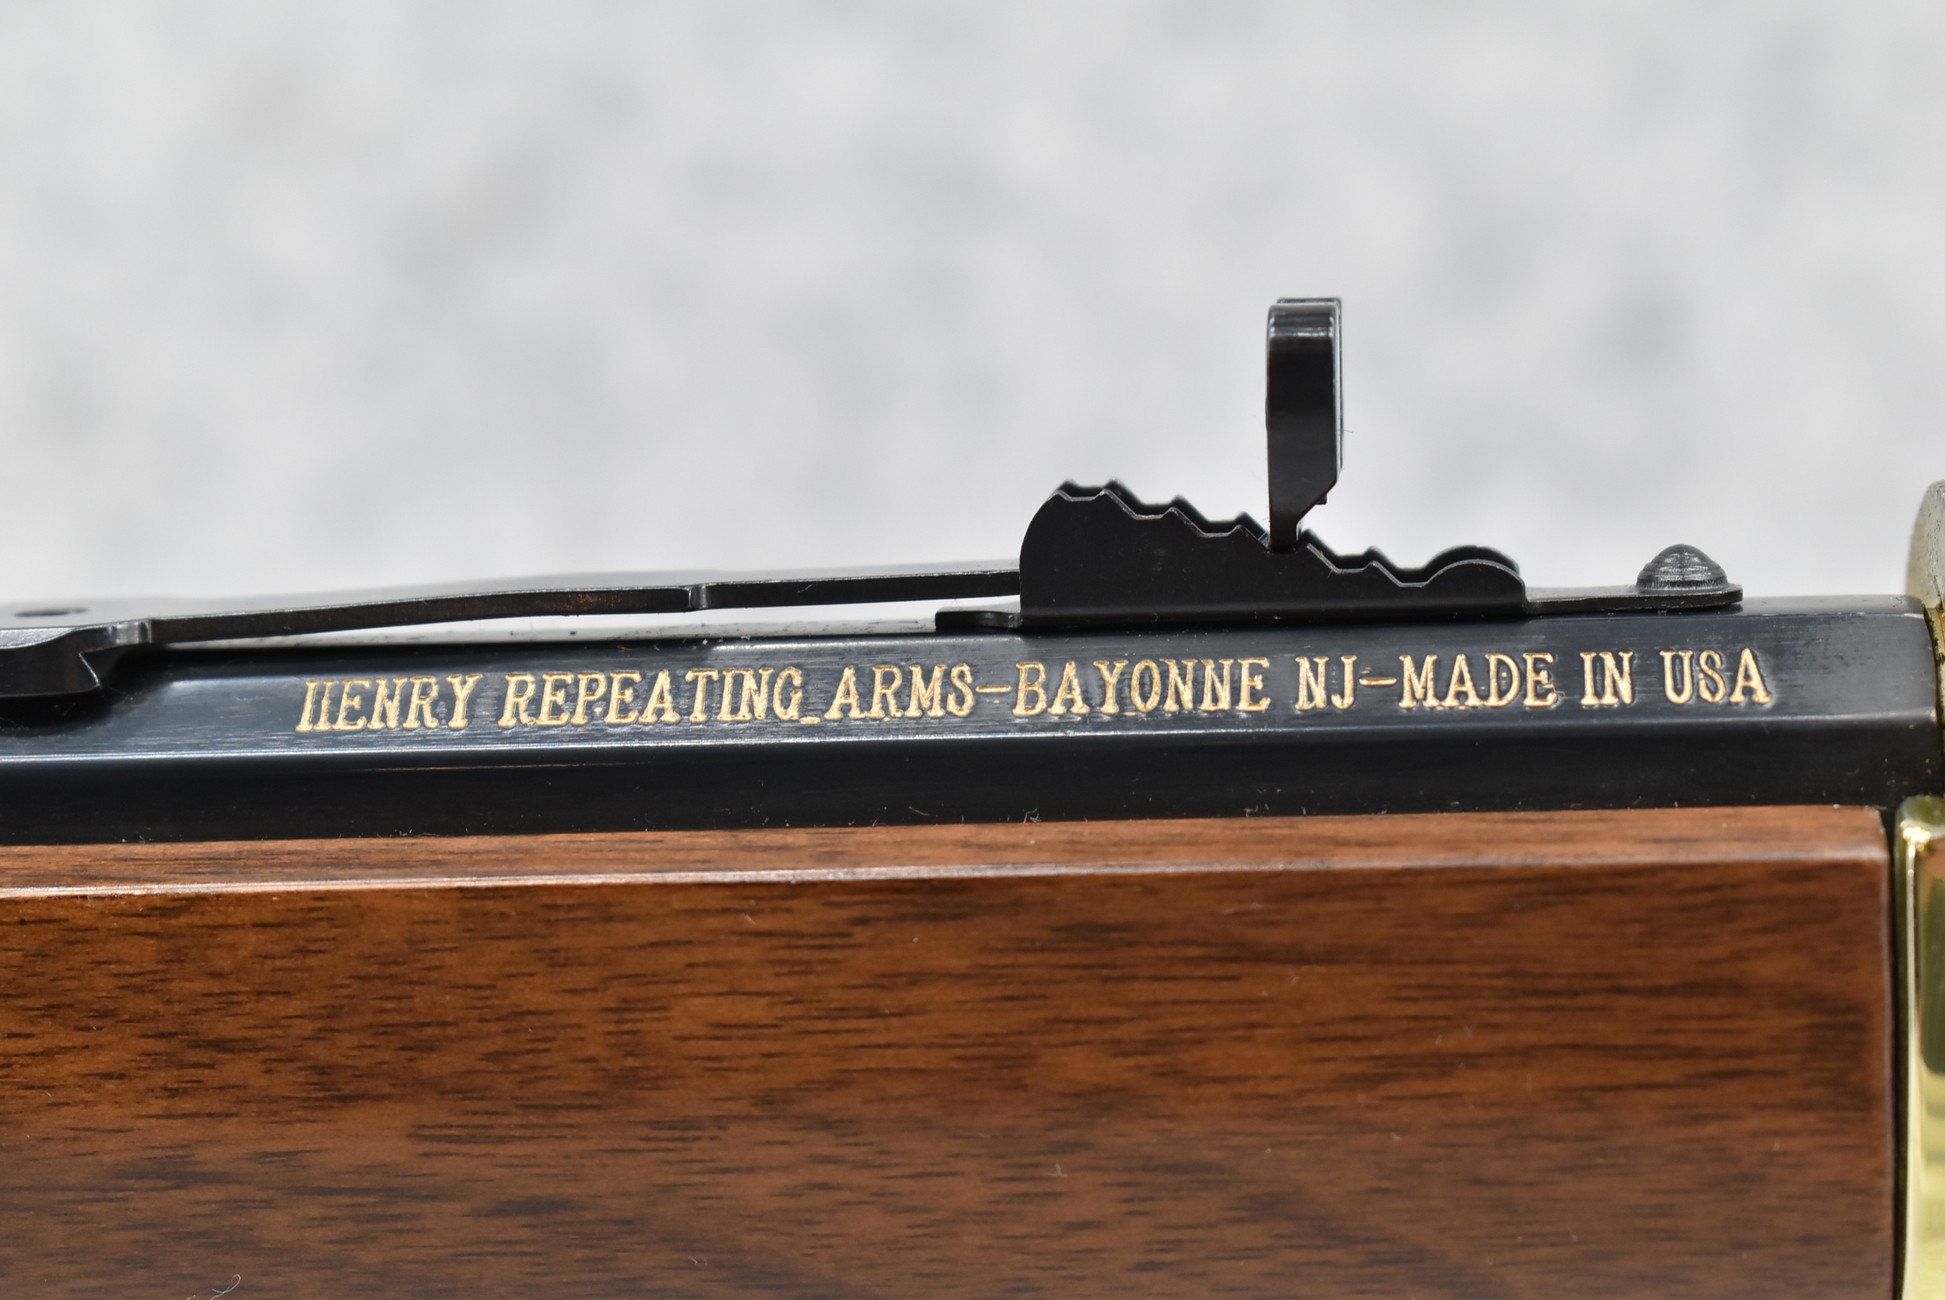 HENRY REPEATING ARMS-BAYONNE NJ-MADE IN USA